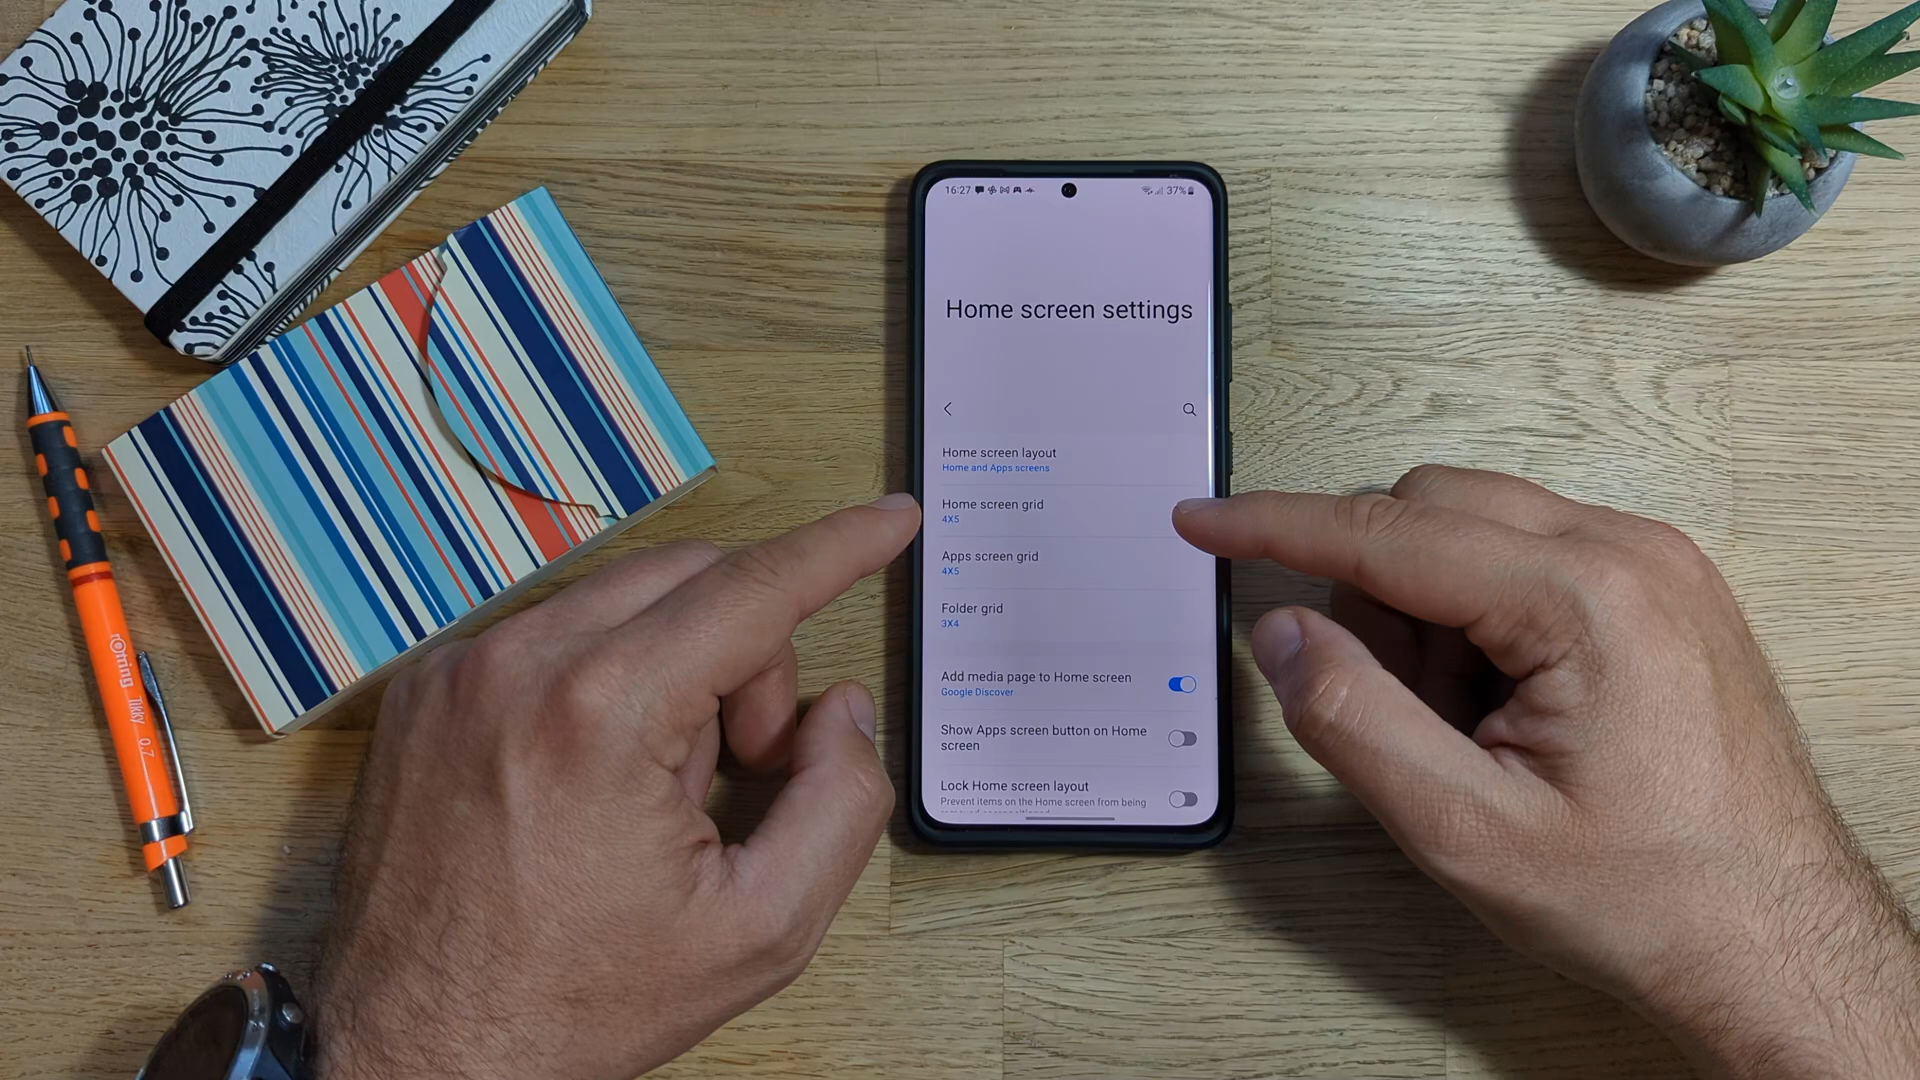 16:27
37%
Home screen settings
Home screen layout
Home and Apps screens
Home screen grid
4X5
Apps screen grid
4X5
Folder grid
3X4
Add media page to Home screen
Google Discover
Show Apps screen button on Home
screen
Lock Home screen layout
Prevent items on the Home screen from being
rotring Tikky 0.7